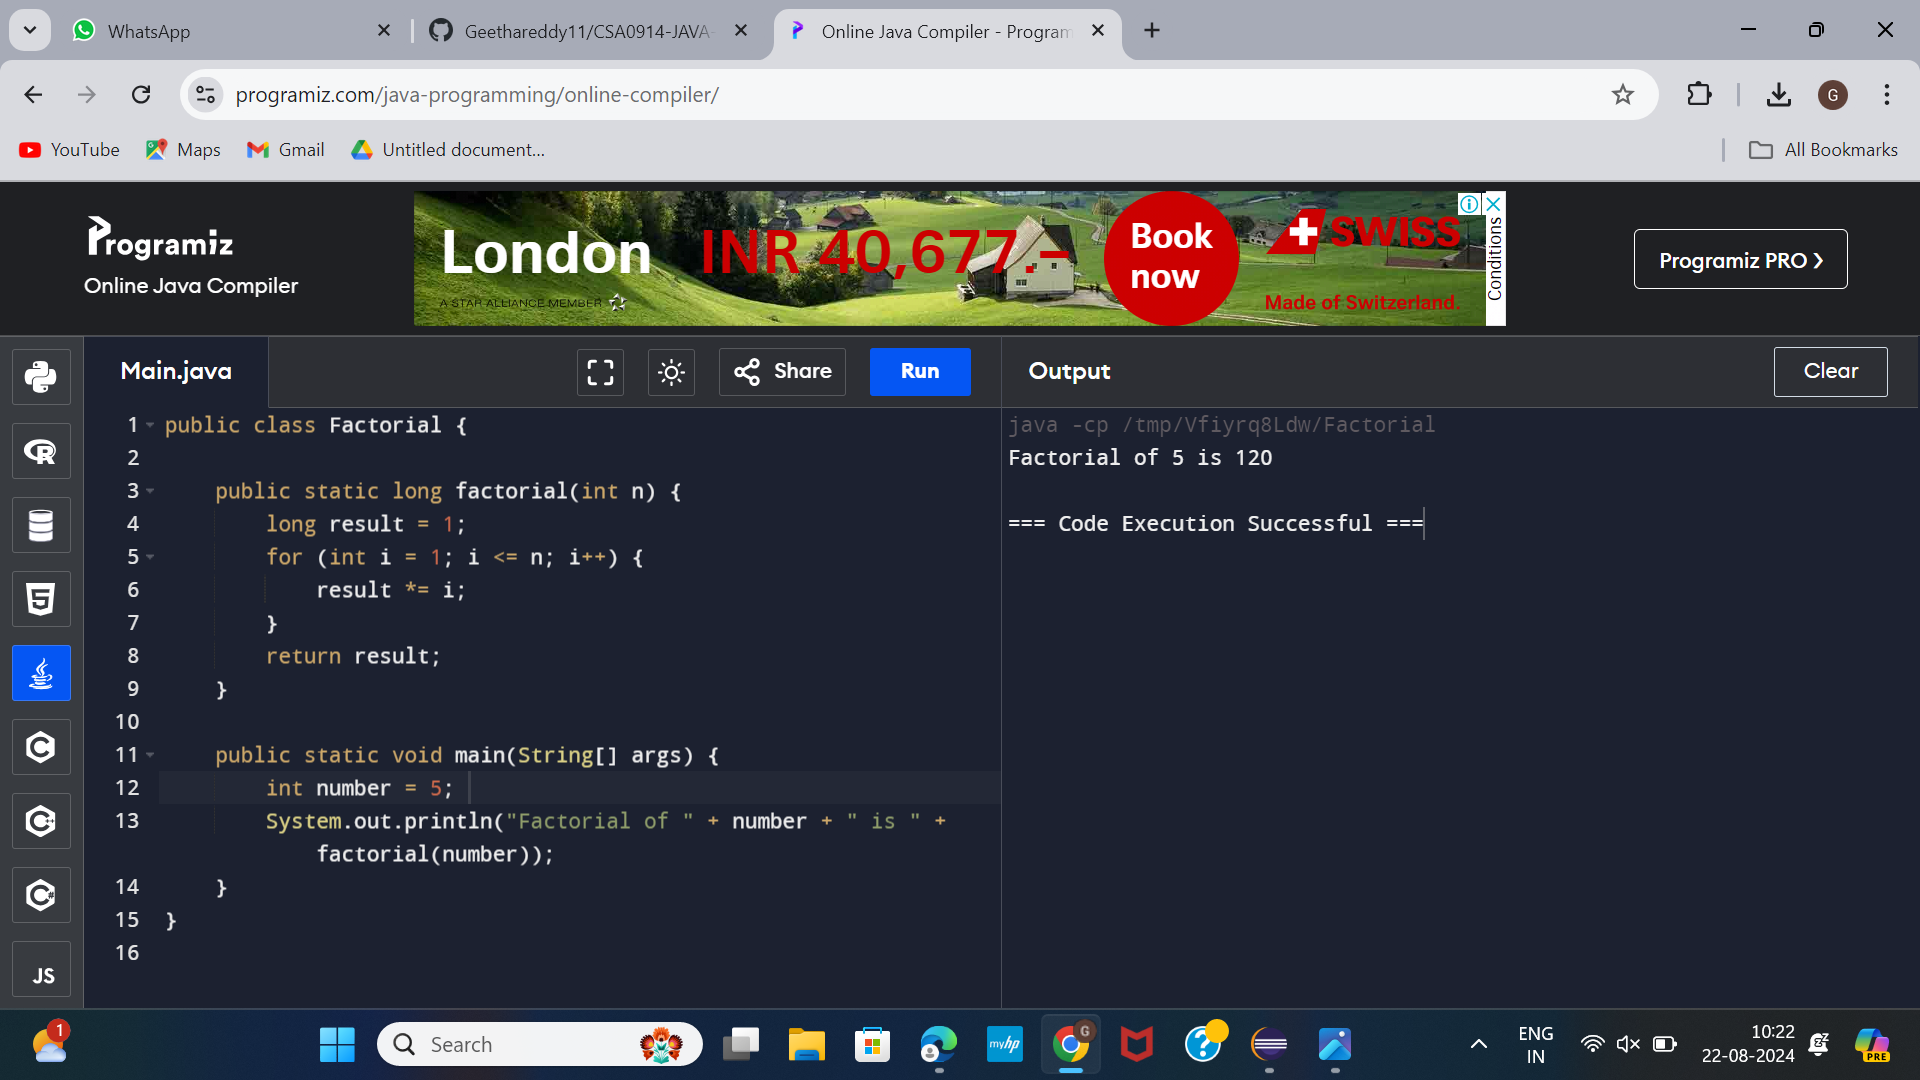 WhatsApp
Geethareddy11/CSA0914-JAVA-
Online Java Compiler - Program
programiz.com/java-programming/online-compiler/
G
YouTube
Maps
Gmail
Untitled document...
All Bookmarks
Programiz
Online Java Compiler
London
INR 40,677.–
A STAR ALLIANCE MEMBER
Book
now
SWISS
Made of Switzerland.
Conditions
Programiz PRO ❯
Main.java
Share
Run
Output
Clear
1 public class Factorial {
2
3     public static long factorial(int n) {
4         long result = 1;
5         for (int i = 1; i <= n; i++) {
6             result *= i;
7         }
8         return result;
9     }
10
11     public static void main(String[] args) {
12         int number = 5;
13         System.out.println("Factorial of " + number + " is " +
            factorial(number));
14     }
15 }
16
java -cp /tmp/Vfiyrq8Ldw/Factorial
Factorial of 5 is 120
=== Code Execution Successful ===
R
5
C
C++
C#
JS
1
Search
myhp
G
ENG
IN
10:22
22-08-2024
PRE